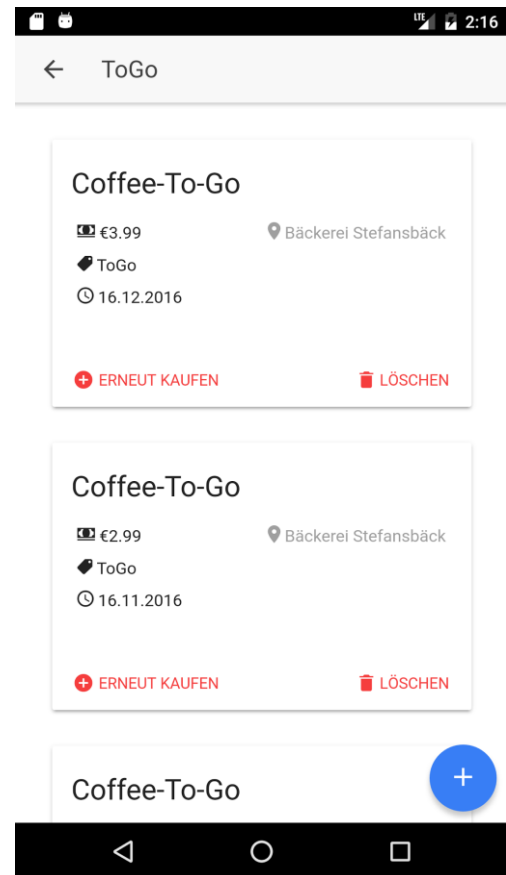 LTE 2:16
ToGo
Coffee-To-Go
€3.99 Bäckerei Stefansbäck
ToGo
16.12.2016
ERNEUT KAUFEN LÖSCHEN
Coffee-To-Go
€2.99 Bäckerei Stefansbäck
ToGo
16.11.2016
ERNEUT KAUFEN LÖSCHEN
Coffee-To-Go